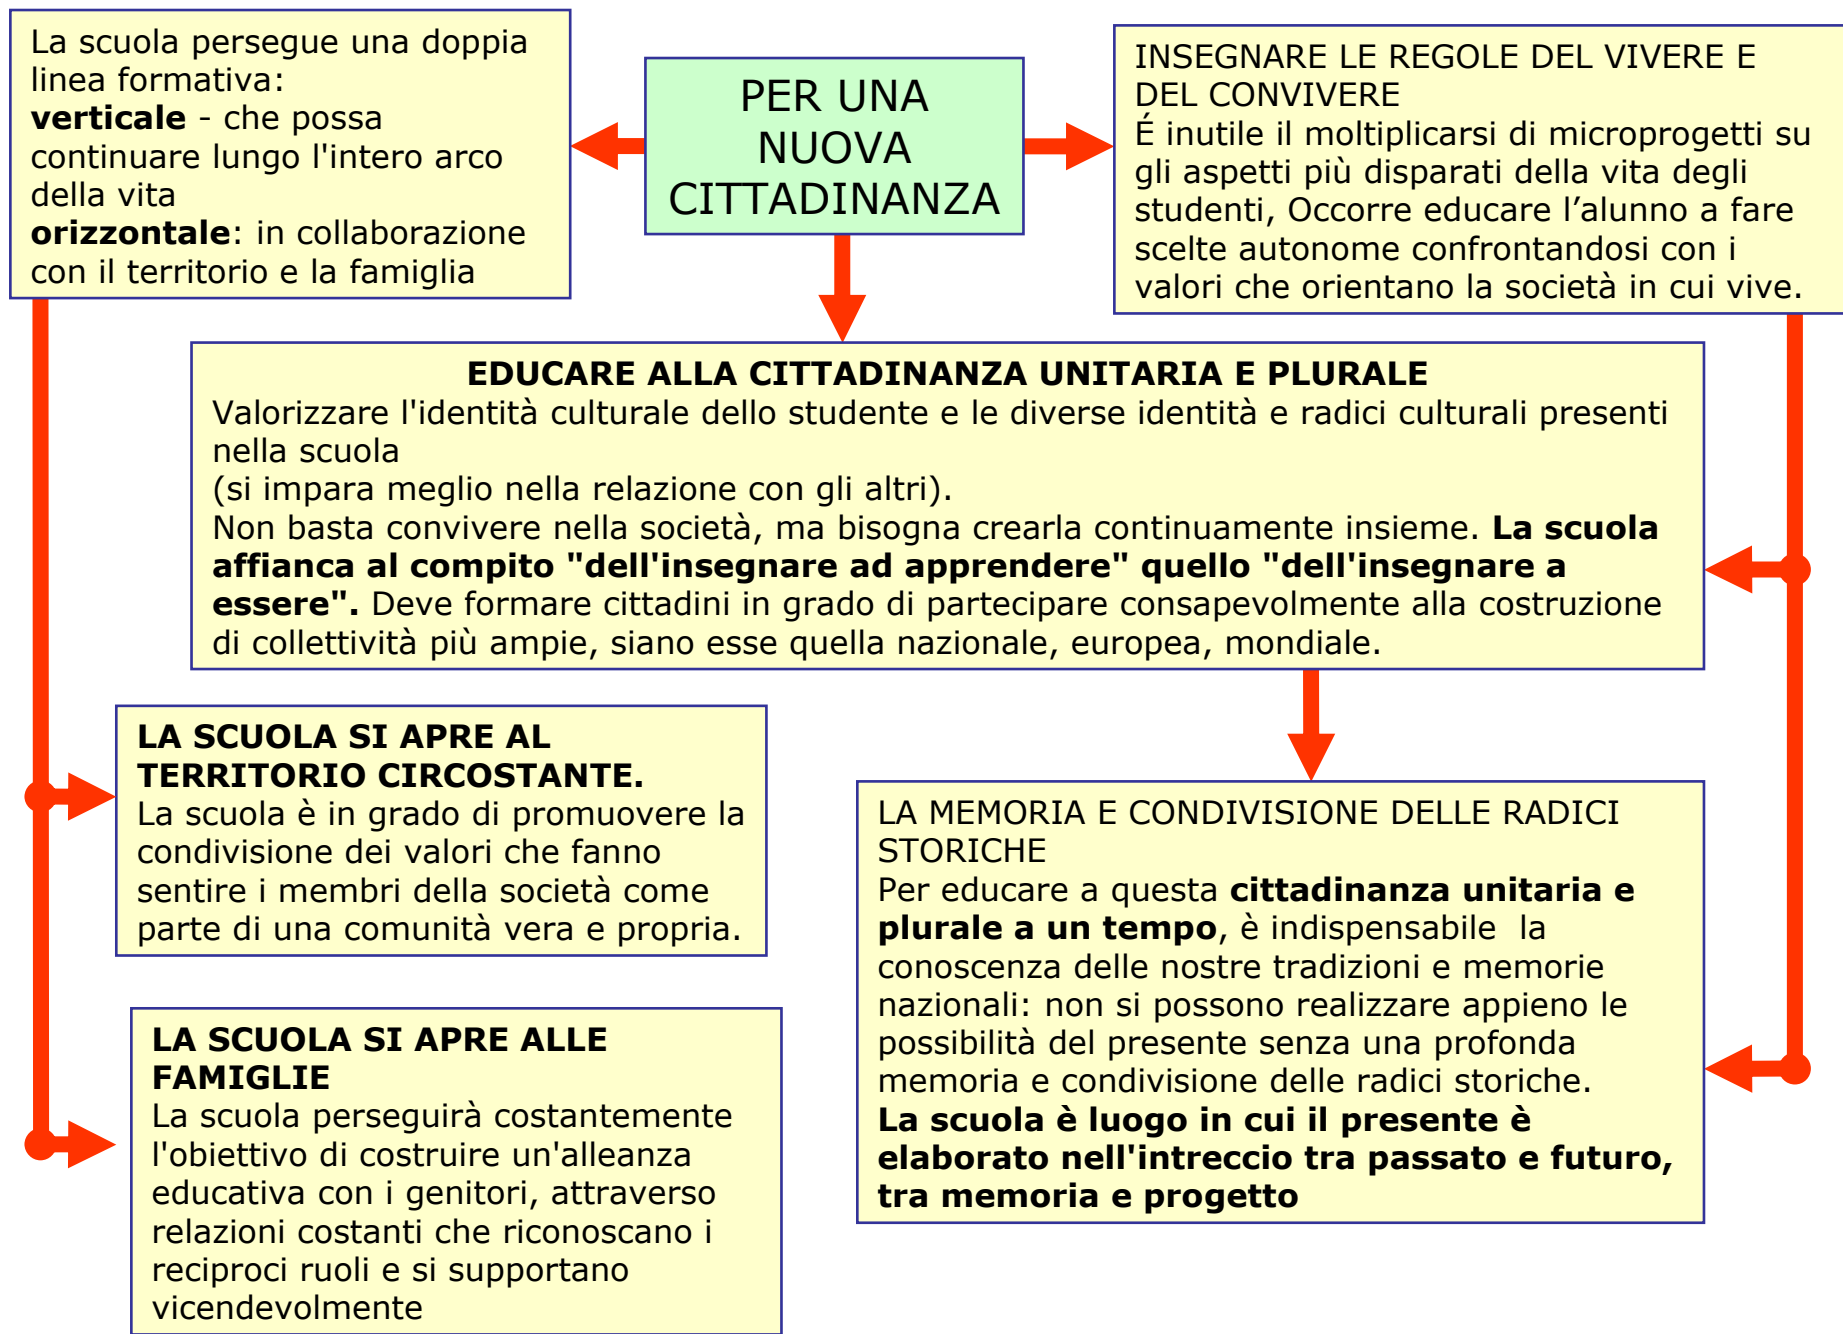 La scuola persegue una doppia
linea formativa:
verticale - che possa
continuare lungo l'intero arco
della vita
orizzontale: in collaborazione
con il territorio e la famiglia
PER UNA
NUOVA
CITTADINANZA
INSEGNARE LE REGOLE DEL VIVERE E
DEL CONVIVERE
É inutile il moltiplicarsi di microprogetti su
gli aspetti più disparati della vita degli
studenti, Occorre educare l’alunno a fare
scelte autonome confrontandosi con i
valori che orientano la società in cui vive.
EDUCARE ALLA CITTADINANZA UNITARIA E PLURALE
Valorizzare l'identità culturale dello studente e le diverse identità e radici culturali presenti
nella scuola
(si impara meglio nella relazione con gli altri).
Non basta convivere nella società, ma bisogna crearla continuamente insieme. La scuola
affianca al compito "dell'insegnare ad apprendere" quello "dell'insegnare a
essere". Deve formare cittadini in grado di partecipare consapevolmente alla costruzione
di collettività più ampie, siano esse quella nazionale, europea, mondiale.
LA SCUOLA SI APRE AL
TERRITORIO CIRCOSTANTE.
La scuola è in grado di promuovere la
condivisione dei valori che fanno
sentire i membri della società come
parte di una comunità vera e propria.
LA SCUOLA SI APRE ALLE
FAMIGLIE
La scuola perseguirà costantemente
l'obiettivo di costruire un'alleanza
educativa con i genitori, attraverso
relazioni costanti che riconoscano i
reciproci ruoli e si supportano
vicendevolmente
LA MEMORIA E CONDIVISIONE DELLE RADICI
STORICHE
Per educare a questa cittadinanza unitaria e
plurale a un tempo, è indispensabile  la
conoscenza delle nostre tradizioni e memorie
nazionali: non si possono realizzare appieno le
possibilità del presente senza una profonda
memoria e condivisione delle radici storiche.
La scuola è luogo in cui il presente è
elaborato nell'intreccio tra passato e futuro,
tra memoria e progetto